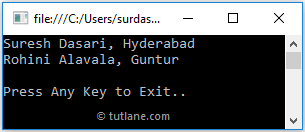 file:///C:/Users/surdas...
Suresh Dasari, Hyderabad
Rohini Alavala, Guntur
Press Any Key to Exit..
© tutlane.com